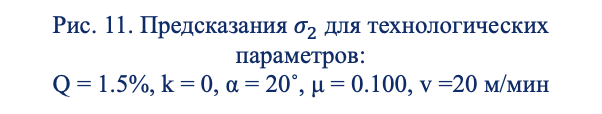 Рис. 11. Предсказания σ₂ для технологических
параметров:
Q = 1.5%, k = 0, α = 20˚, μ = 0.100, v =20 м/мин